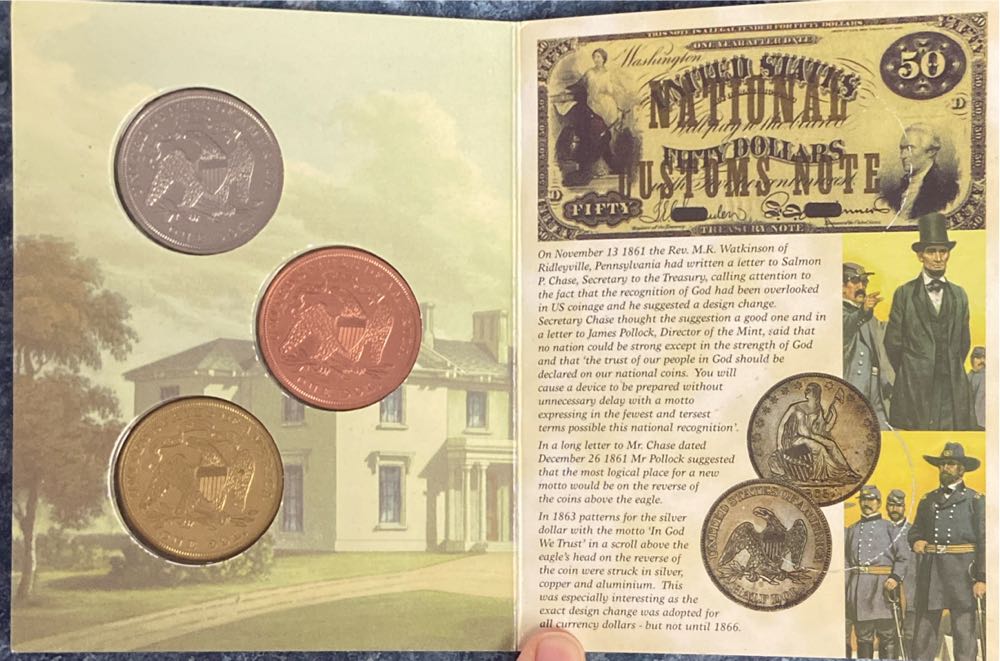 THIS NOTE IS A LEGAL TENDER FOR FIFTY DOLLARS
ONE YEAR AFTER DATE
FIFTY
FIFTY
Washington
50
UNITED STATES
NATIONAL
D
will pay to the bearer
FIFTY DOLLARS
CUSTOMS NOTE
D
FIFTY
TREASURY NOTE
On November 13 1861 the Rev. M.K. Watkinson of
Ridleyville, Pennsylvania had written a letter to Salmon
P. Chase, Secretary to the Treasury, calling attention to
the fact that the recognition of God had been overlooked
in US coinage and he suggested a design change.
Secretary Chase thought the suggestion a good one and in
a letter to James Pollock, Director of the Mint, said that
no nation could be strong except in the strength of God
and that 'the trust of our people in God should be
declared on our national coins. You will
cause a device to be prepared without
unnecessary delay with a motto
expressing in the fewest and tersest
terms possible this national recognition'.
In a long letter to Mr. Chase dated
December 26 1861 Mr Pollock suggested
that the most logical place for a new
motto would be on the reverse of
the coins above the eagle.
In 1863 patterns for the silver
dollar with the motto 'In God
We Trust' in a scroll above the
eagle's head on the reverse of
the coin were struck in silver,
copper and aluminium. This
was especially interesting as the
exact design change was adopted for
all currency dollars - but not until 1866.
UNITED STATES OF AMERICA
HALF DOL.